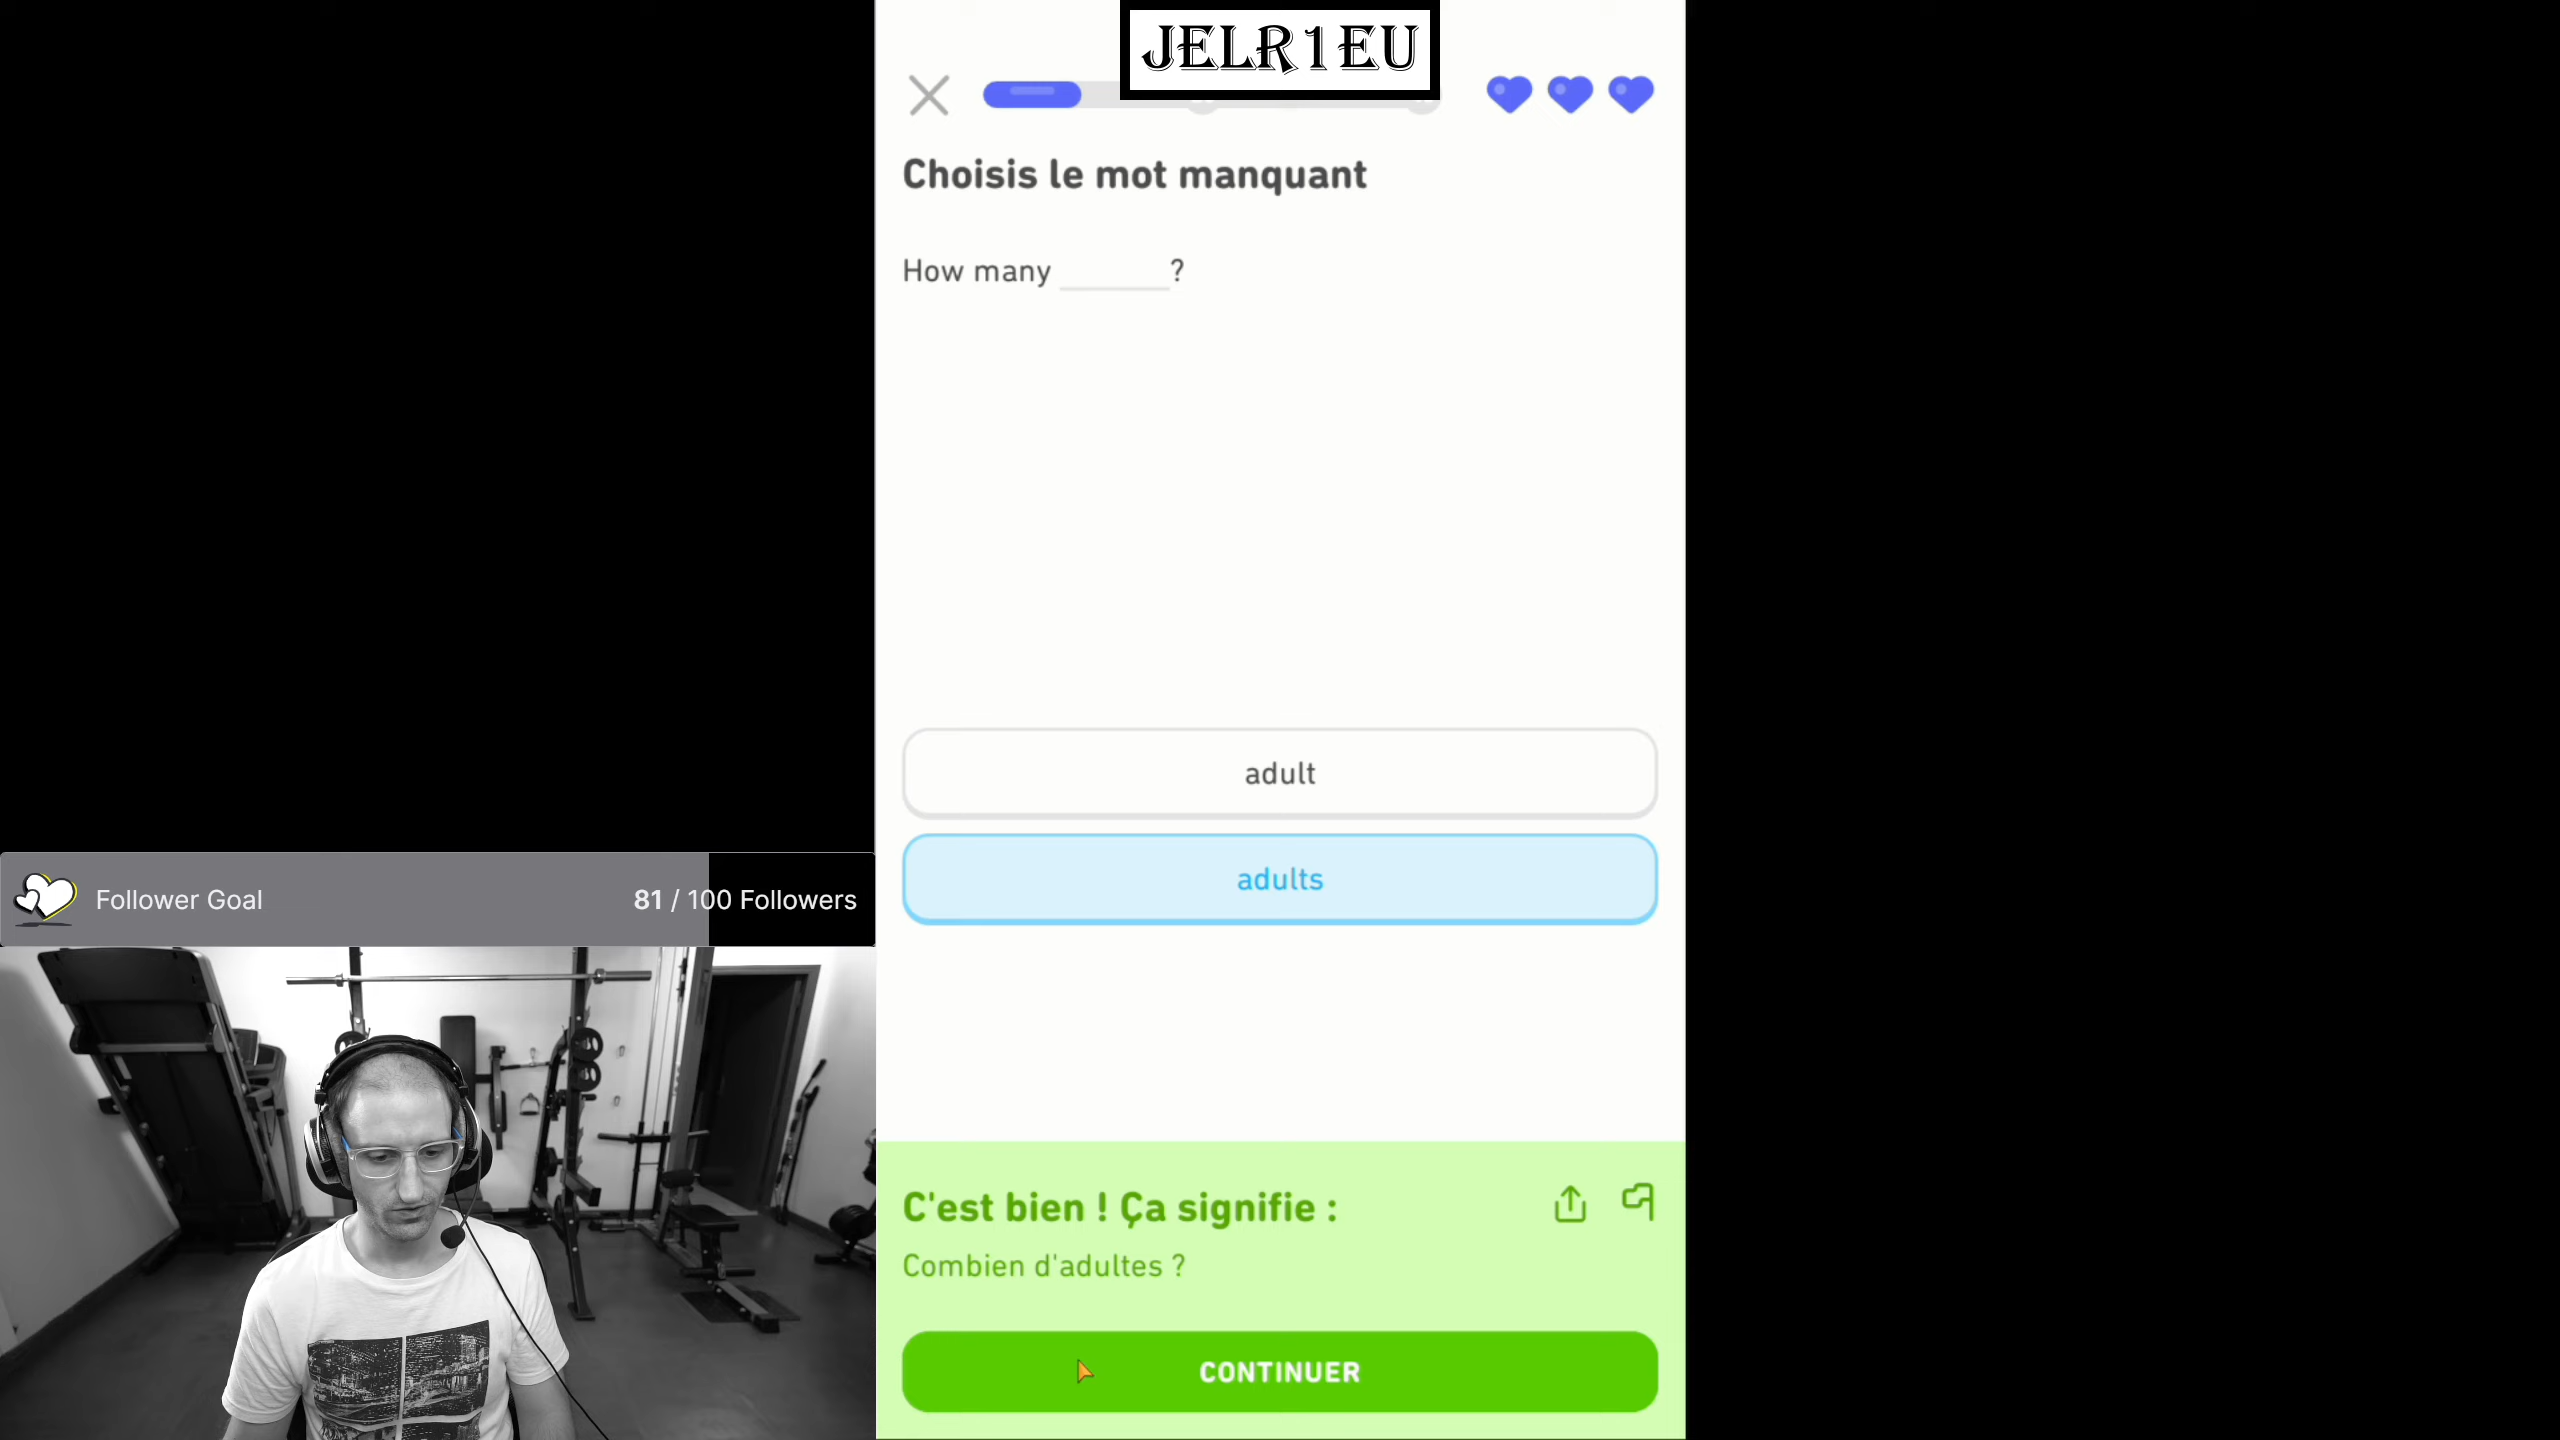 JELR1EU
Choisis le mot manquant
How many ______?
adult
adults
Follower Goal
81 / 100 Followers
C'est bien ! Ça signifie :
Combien d'adultes ?
CONTINUER